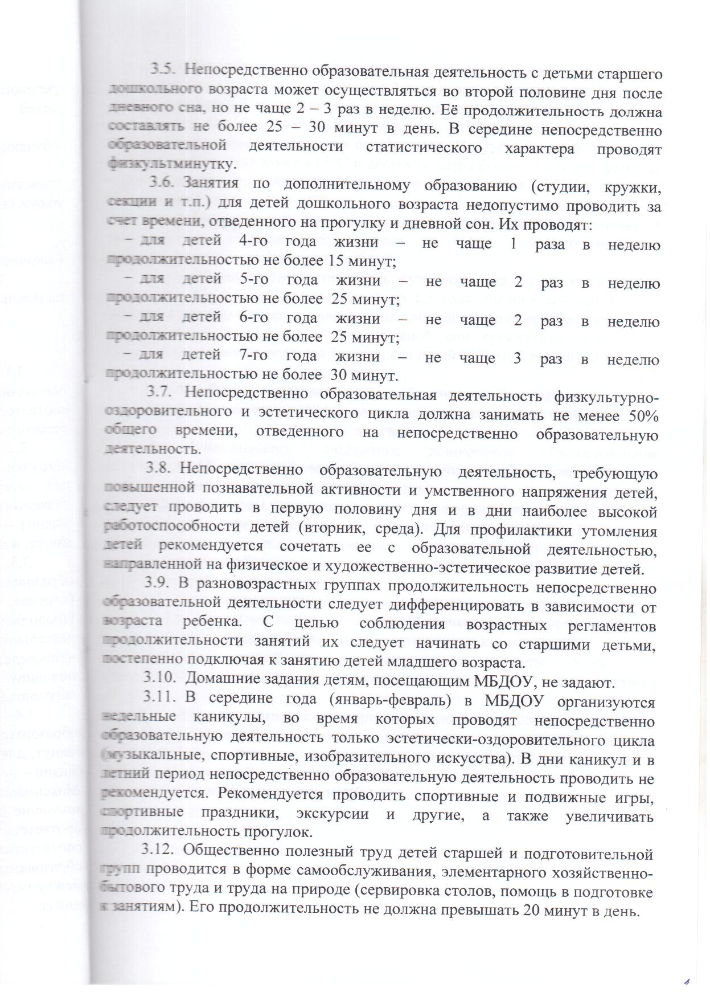 3.5. Непосредственно образовательная деятельность с детьми старшего
дошкольного возраста может осуществляться во второй половине дня после
дневного сна, но не чаще 2 – 3 раз в неделю. Её продолжительность должна
составлять не более 25 – 30 минут в день. В середине непосредственно
образовательной деятельности статистического характера проводят
физкультминутку.
3.6. Занятия по дополнительному образованию (студии, кружки,
секции и т.п.) для детей дошкольного возраста недопустимо проводить за
счет времени, отведенного на прогулку и дневной сон. Их проводят:
– для детей 4-го года жизни – не чаще 1 раза в неделю
продолжительностью не более 15 минут;
– для детей 5-го года жизни – не чаще 2 раз в неделю
продолжительностью не более 25 минут;
– для детей 6-го года жизни – не чаще 2 раз в неделю
продолжительностью не более 25 минут;
– для детей 7-го года жизни – не чаще 3 раз в неделю
продолжительностью не более 30 минут.
3.7. Непосредственно образовательная деятельность физкультурно-
оздоровительного и эстетического цикла должна занимать не менее 50%
общего времени, отведенного на непосредственно образовательную
деятельность.
3.8. Непосредственно образовательную деятельность, требующую
повышенной познавательной активности и умственного напряжения детей,
следует проводить в первую половину дня и в дни наиболее высокой
работоспособности детей (вторник, среда). Для профилактики утомления
детей рекомендуется сочетать ее с образовательной деятельностью,
направленной на физическое и художественно-эстетическое развитие детей.
3.9. В разновозрастных группах продолжительность непосредственно
образовательной деятельности следует дифференцировать в зависимости от
возраста ребенка. С целью соблюдения возрастных регламентов
продолжительности занятий их следует начинать со старшими детьми,
постепенно подключая к занятию детей младшего возраста.
3.10. Домашние задания детям, посещающим МБДОУ, не задают.
3.11. В середине года (январь-февраль) в МБДОУ организуются
недельные каникулы, во время которых проводят непосредственно
образовательную деятельность только эстетически-оздоровительного цикла
(музыкальные, спортивные, изобразительного искусства). В дни каникул и в
летний период непосредственно образовательную деятельность проводить не
рекомендуется. Рекомендуется проводить спортивные и подвижные игры,
спортивные праздники, экскурсии и другие, а также увеличивать
продолжительность прогулок.
3.12. Общественно полезный труд детей старшей и подготовительной
групп проводится в форме самообслуживания, элементарного хозяйственно-
бытового труда и труда на природе (сервировка столов, помощь в подготовке
к занятиям). Его продолжительность не должна превышать 20 минут в день.